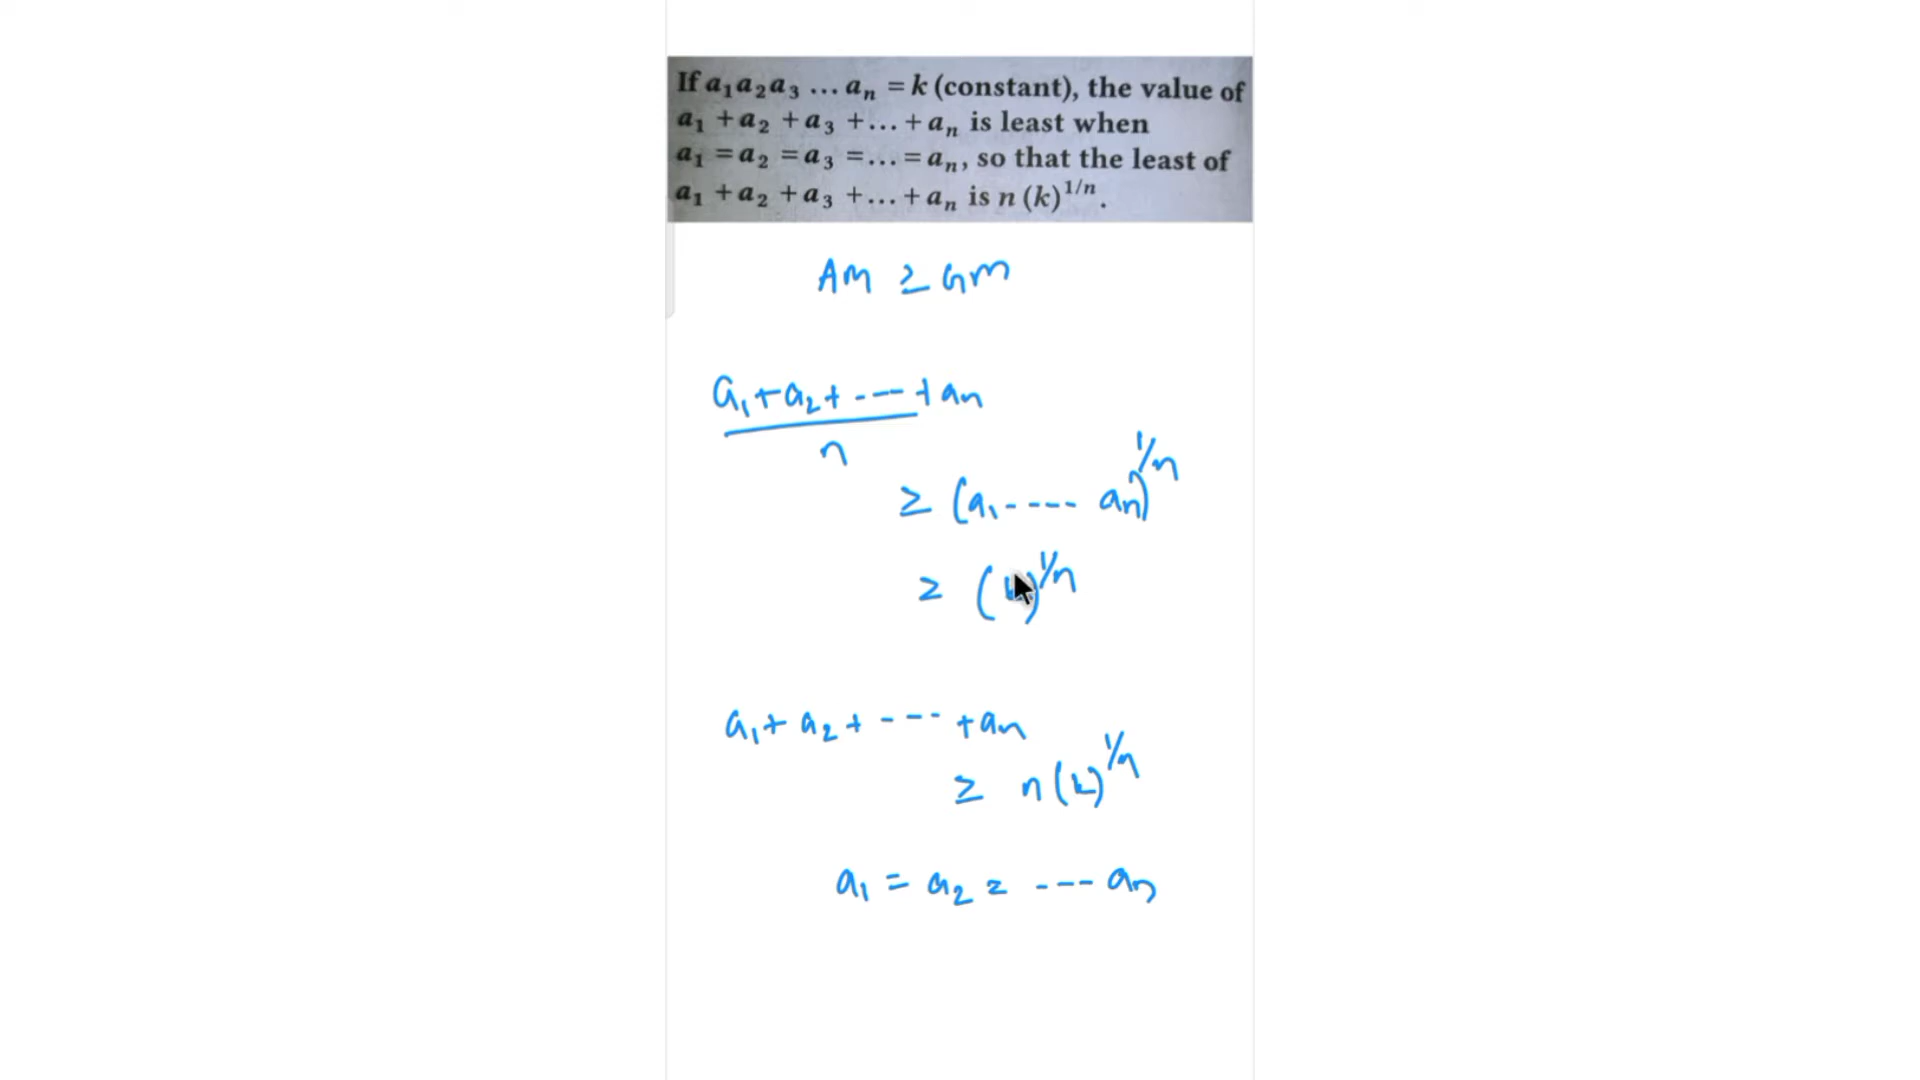 If a₁a₂a₃ ... aₙ = k (constant), the value of
a₁ + a₂ + a₃ + ... + aₙ is least when
a₁ = a₂ = a₃ = ... = aₙ, so that the least of
a₁ + a₂ + a₃ + ... + aₙ is n (k)^1/n.
AM ≥ GM
a₁ + a₂ + ---- + aₙ
n
≥ (a₁ ----- aₙ)^1/n
≥ ( )^1/n
a₁ + a₂ + ---- + aₙ
≥ n (k)^1/n
a₁ = a₂ = ---- aₙ